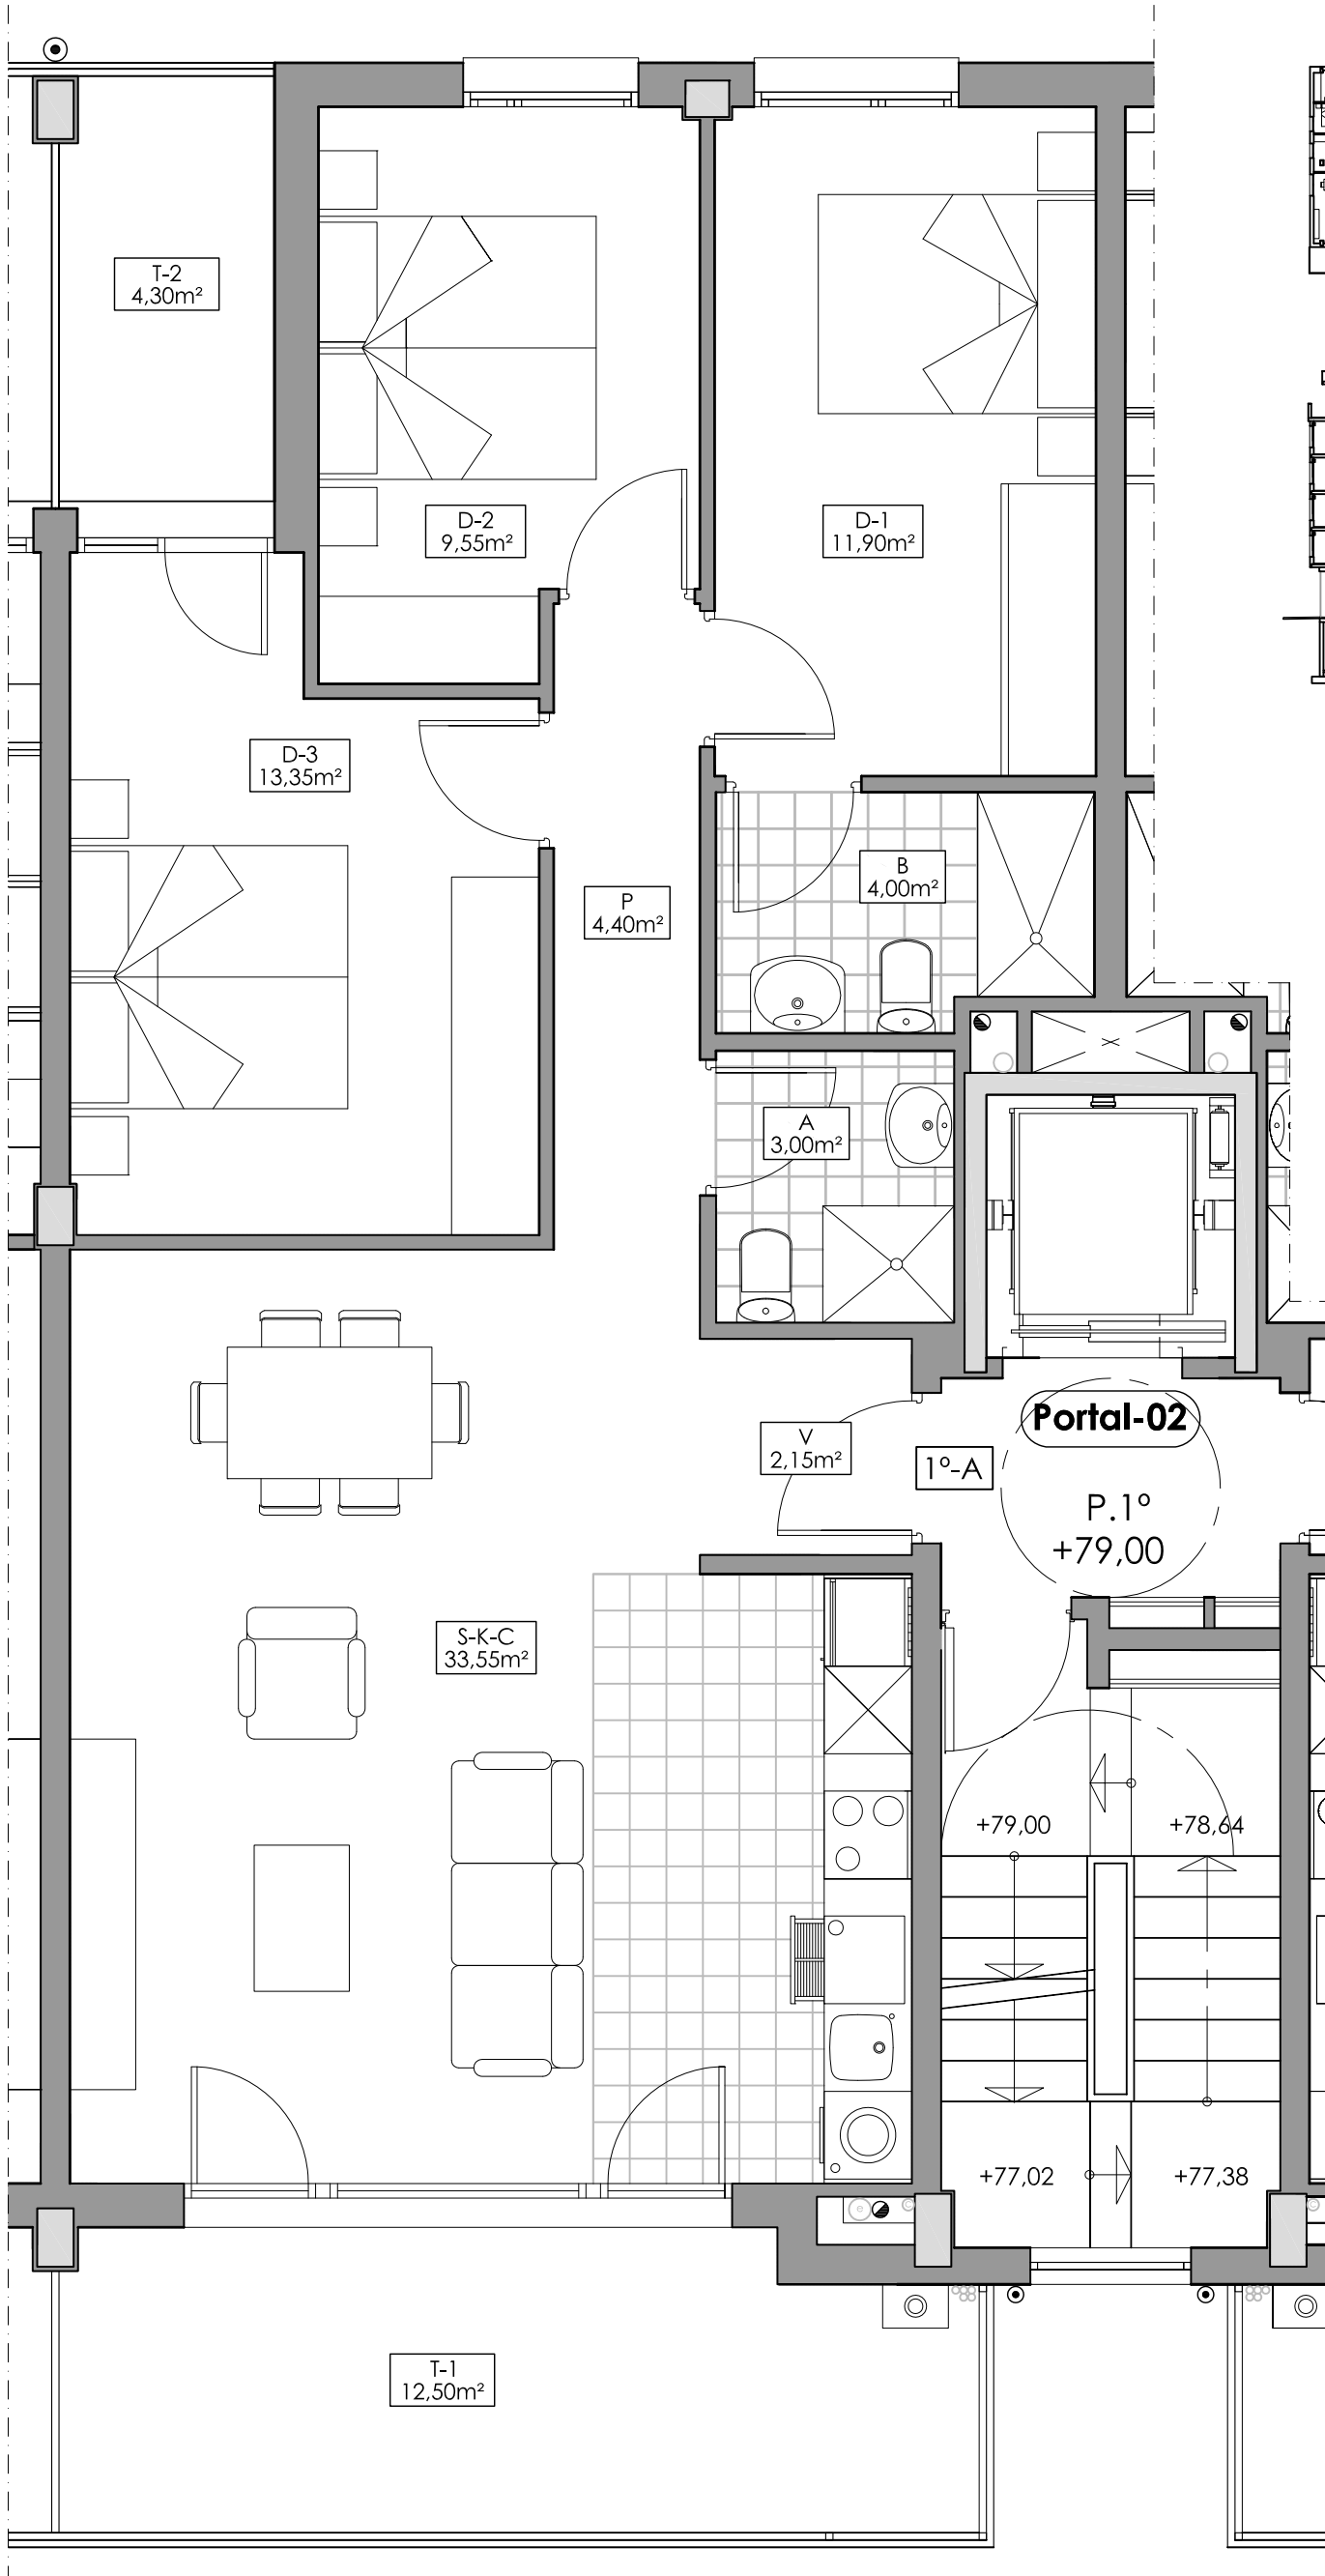 T-2
4,30m²
D-2
9,55m²
D-1
11,90m²
D-3
13,35m²
B
4,00m²
P
4,40m²
A
3,00m²
Portal-02
V
2,15m²
1º-A
P.1º
+79,00
S-K-C
33,55m²
+79,00
+78,64
+77,02
+77,38
T-1
12,50m²